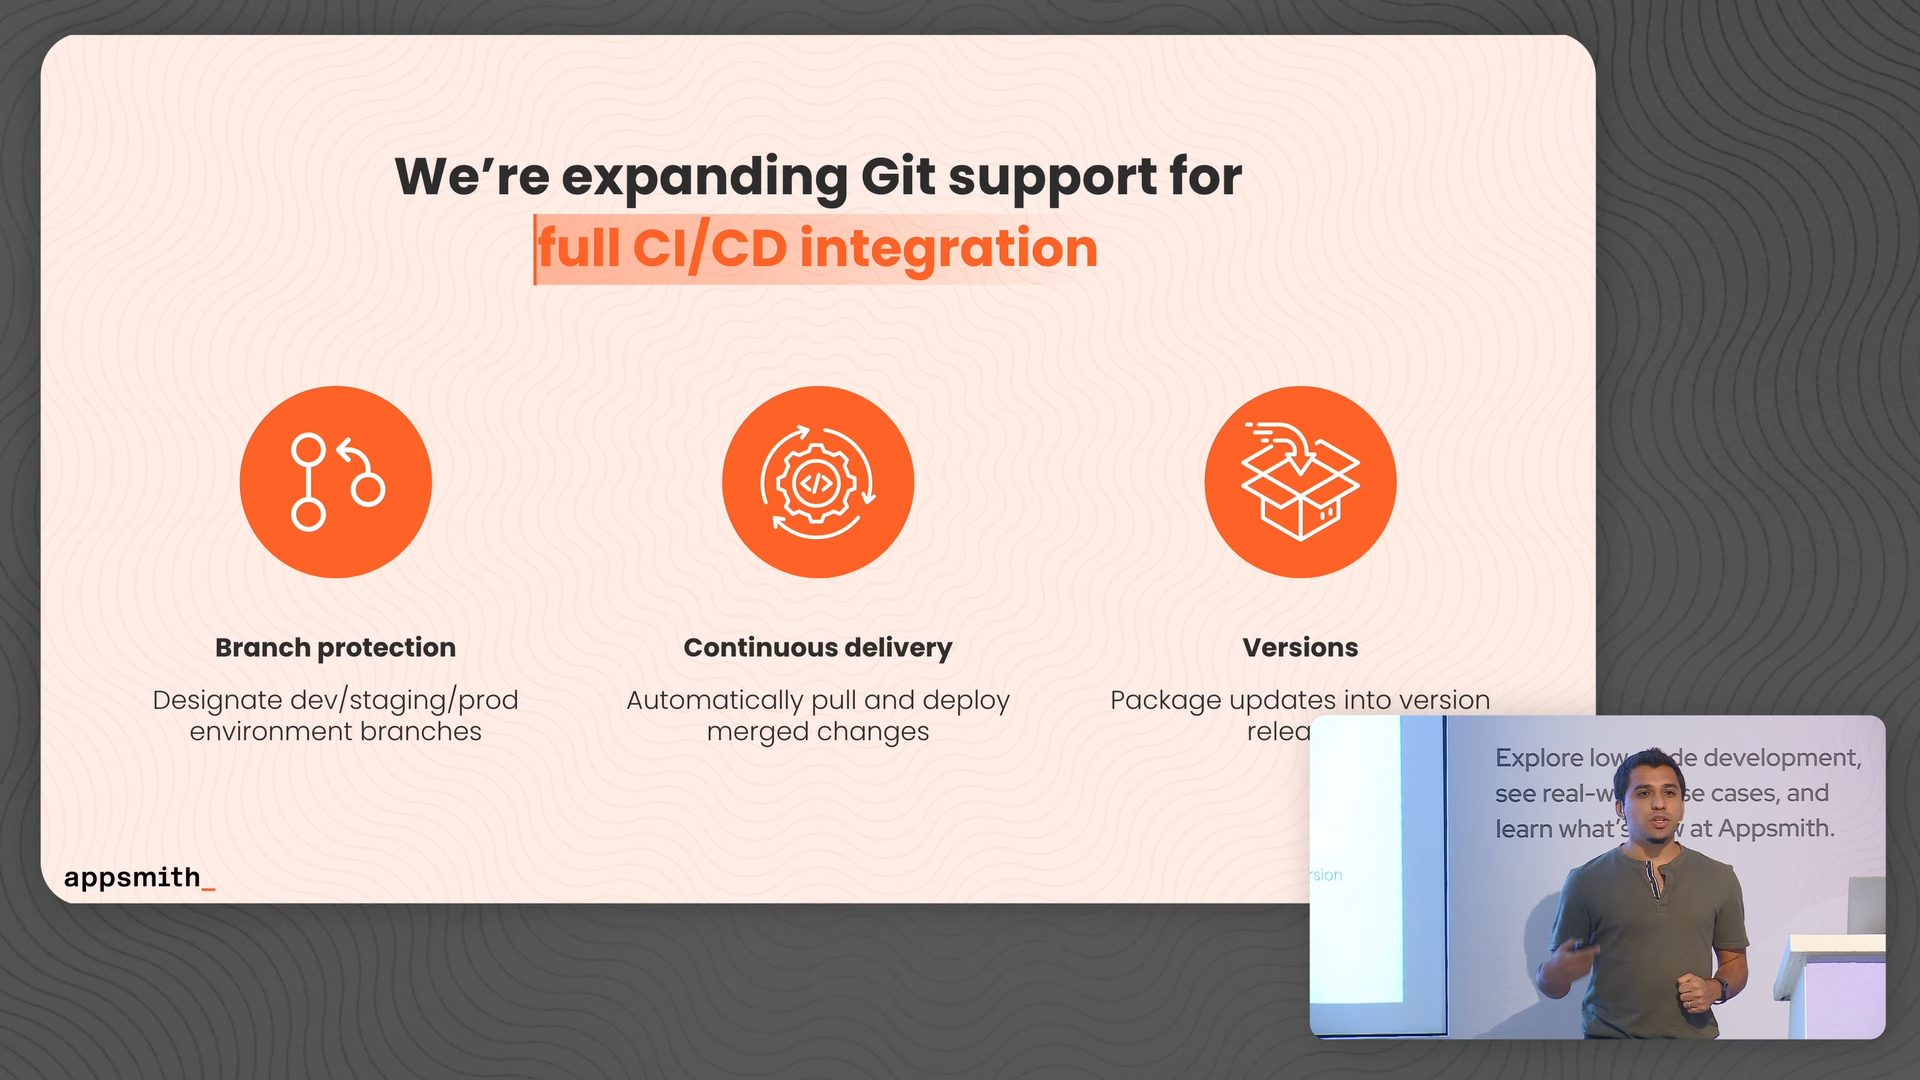 We’re expanding Git support for
full CI/CD integration
Branch protection
Designate dev/staging/prod
environment branches
Continuous delivery
Automatically pull and deploy
merged changes
Versions
Package updates into version
appsmith_
Explore low de development,
see real-w se cases, and
learn what’s w at Appsmith.
rsion